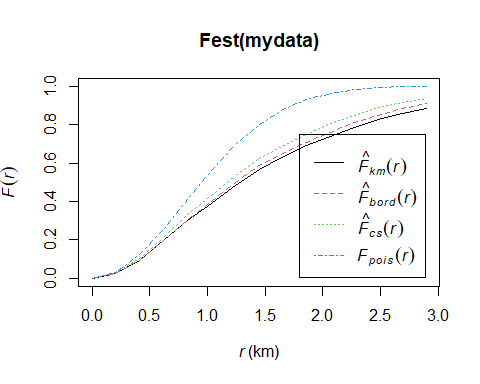 Fest(mydata)
F(r)
1.0
0.8
0.6
0.4
0.2
0.0
F̂km(r)
F̂bord(r)
F̂cs(r)
Fpois(r)
0.0 0.5 1.0 1.5 2.0 2.5 3.0
r (km)